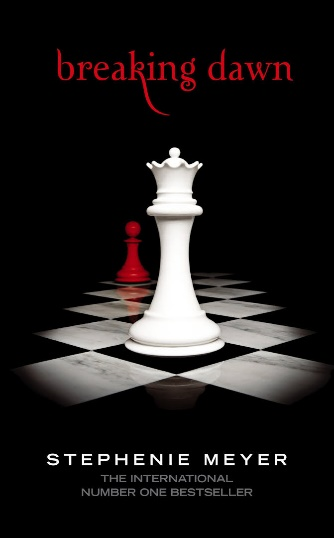 breaking dawn
STEPHENIE MEYER
THE INTERNATIONAL
NUMBER ONE BESTSELLER